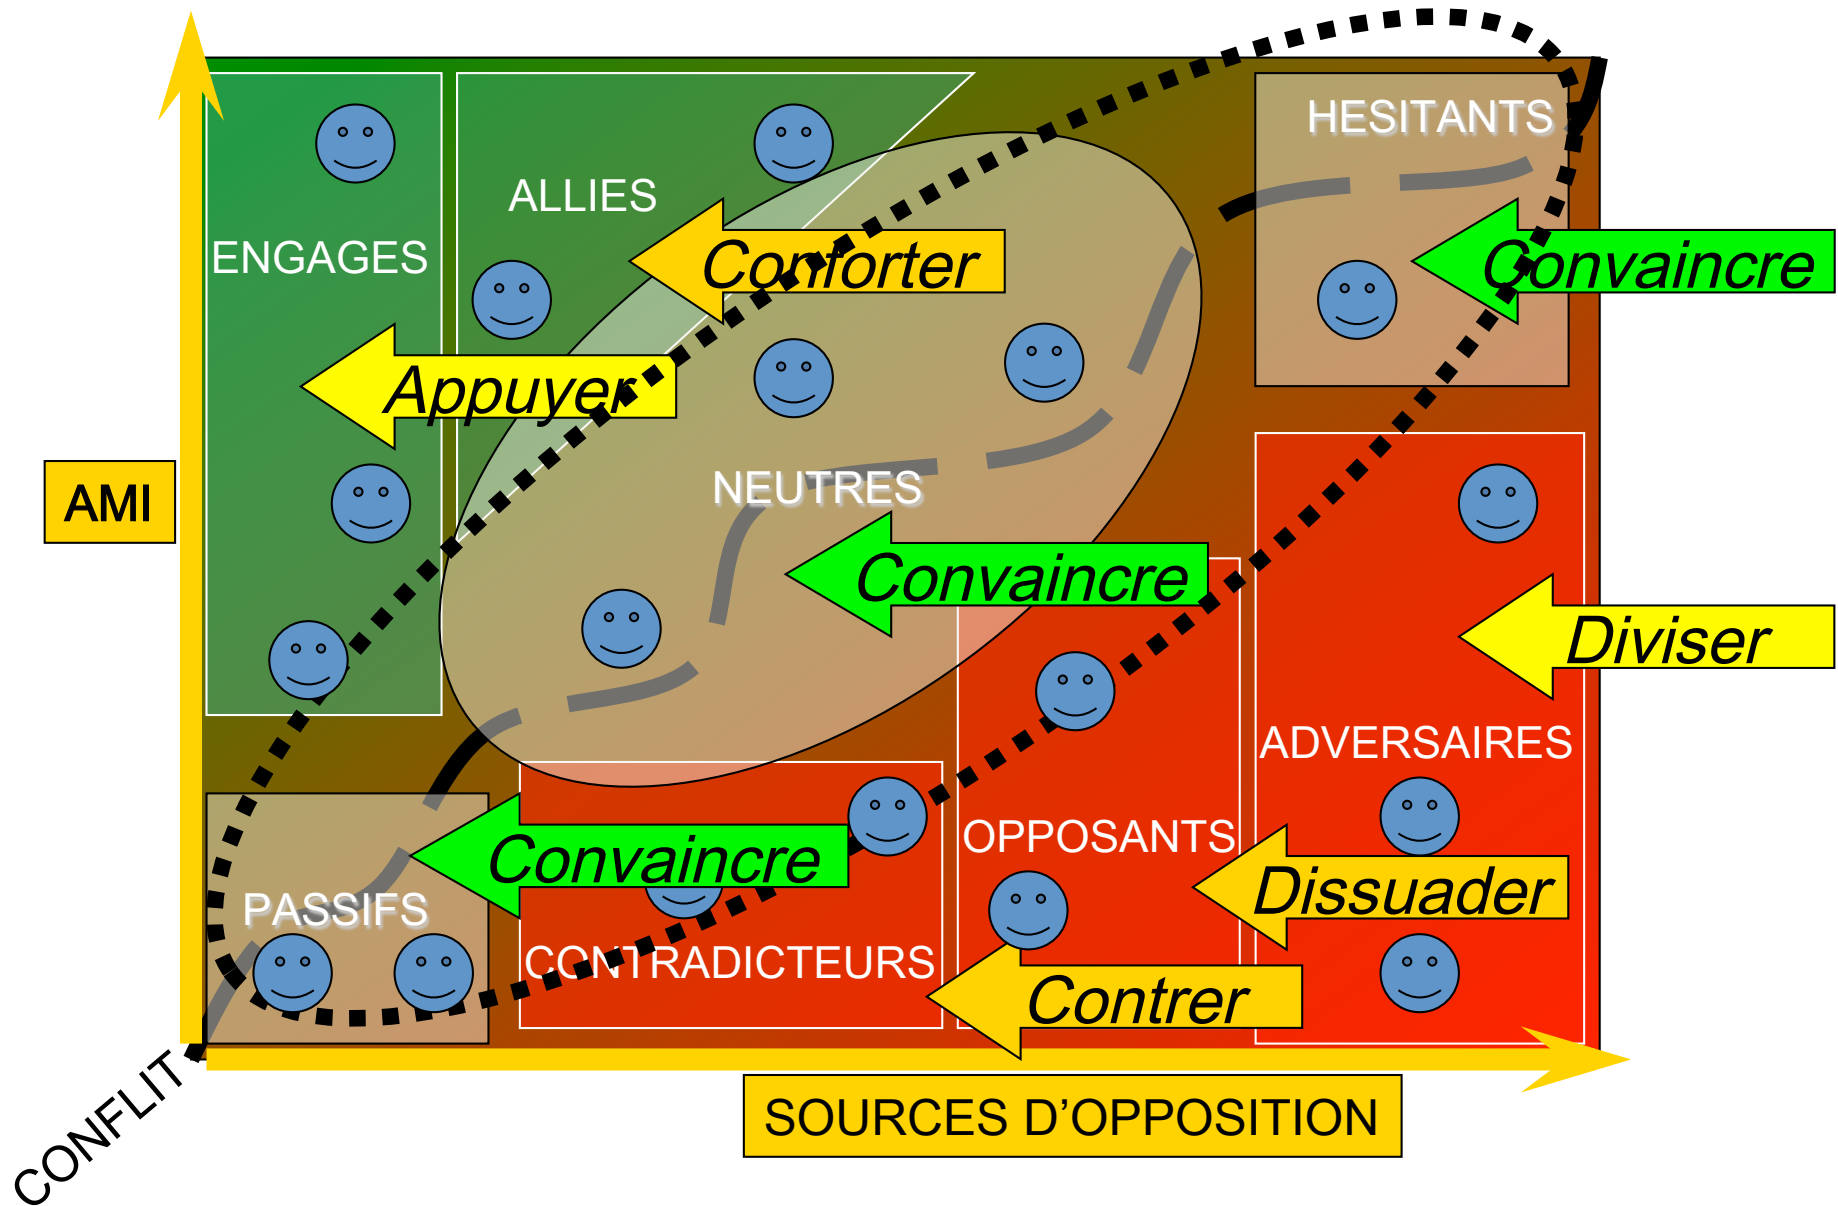 HESITANTS
ALLIES
ENGAGES
Conforter
Convaincre
Appuyer
AMI
NEUTRES
Convaincre
Diviser
ADVERSAIRES
OPPOSANTS
Convaincre
Dissuader
PASSIFS
CONTRADICTEURS
Contrer
CONFLIT
SOURCES D’OPPOSITION